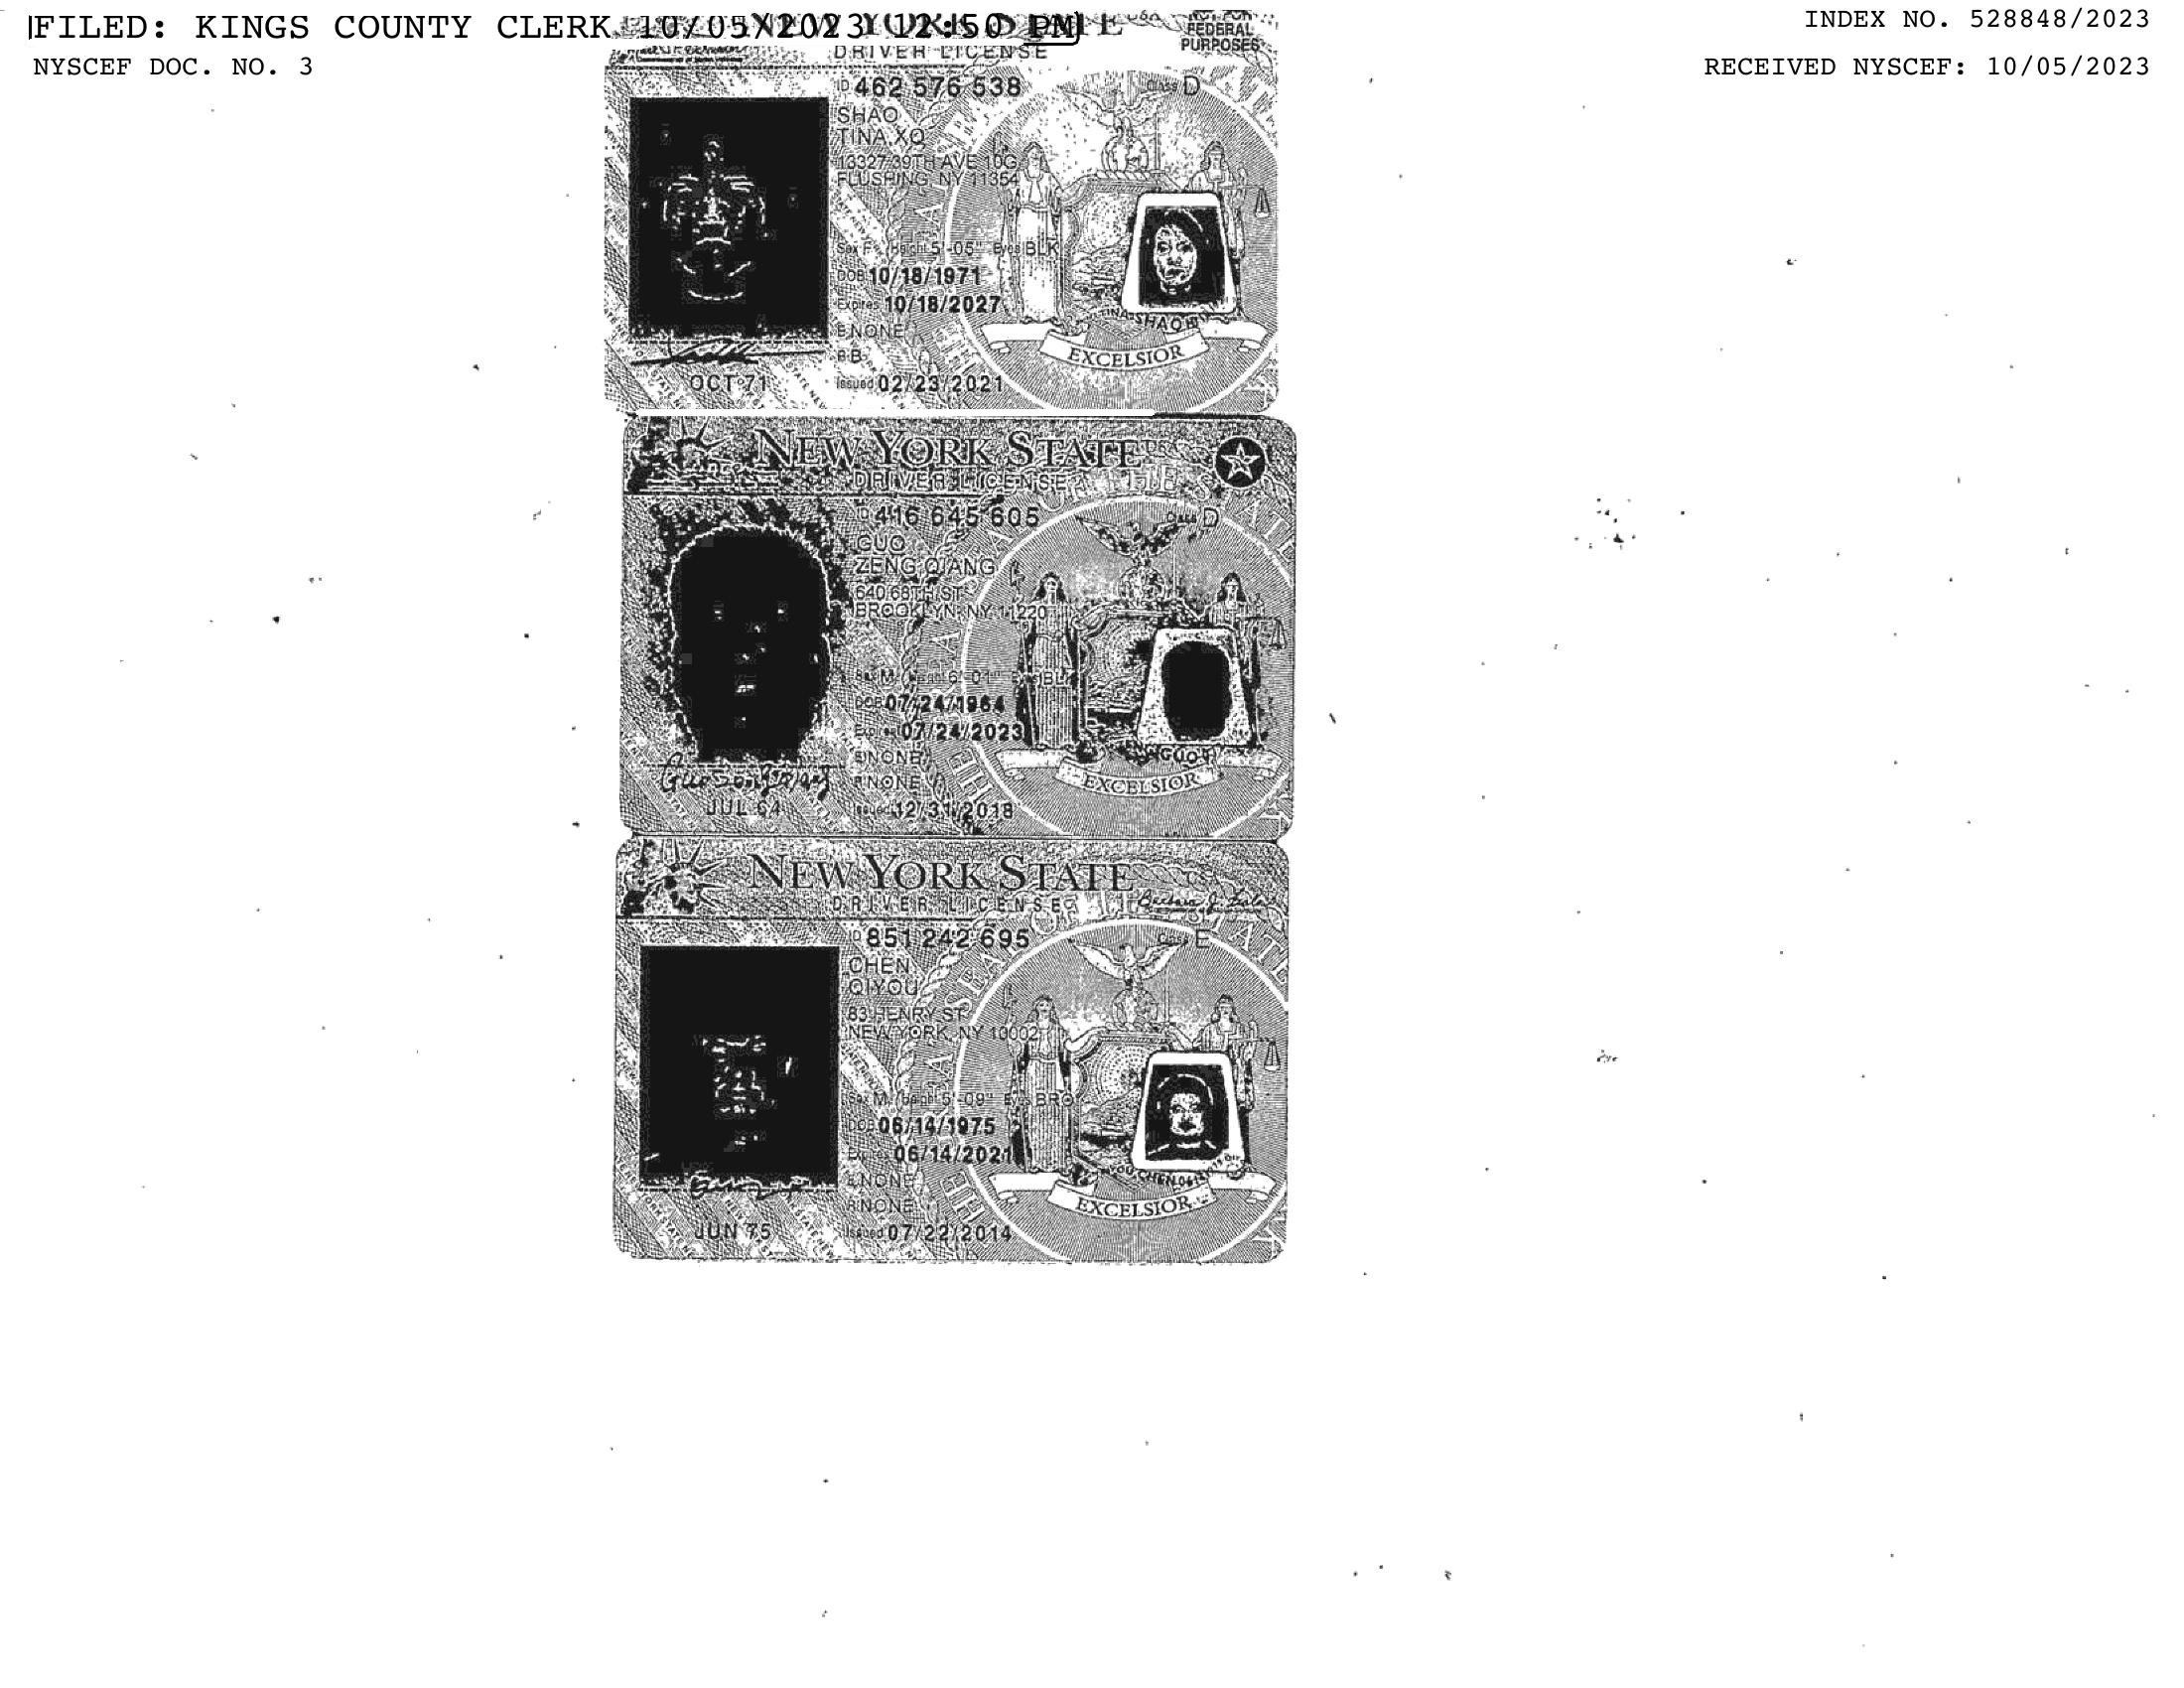 FILED: KINGS COUNTY CLERK 10/05/2023 12:50 PM
INDEX NO. 528848/2023
NYSCEF DOC. NO. 3
RECEIVED NYSCEF: 10/05/2023
NEW YORK STATE
NOT FOR FEDERAL PURPOSES
DRIVER LICENSE
ID 462 576 538 Class D
SHAO
TINA XQ
13327 39TH AVE 10G
FLUSHING NY 11354
Sex F Height 5'-05" Eyes BLK
DOB 10/18/1971
Expires 10/18/2027
E NONE
R B
EXCELSIOR
OCT 71
Issued 02/23/2021
NEW YORK STATE
DRIVER LICENSE
ID 416 645 605 Class D
GUO
ZENG QIANG
640 68TH ST
BROOKLYN NY 11220
Sex M Height 6'-01" Eyes BLK
DOB 07/24/1964
Expires 07/24/2023
E NONE
R NONE
EXCELSIOR
JUL 64
Issued 12/31/2018
NEW YORK STATE
DRIVER LICENSE
ID 851 242 695 Class E
CHEN
QIYOU
83 HENRY ST
NEW YORK, NY 10002
Sex M Height 5'-09" Eyes BRO
DOB 06/14/1975
Expires 06/14/2021
E NONE
R NONE
EXCELSIOR
JUN 75
Issued 07/22/2014